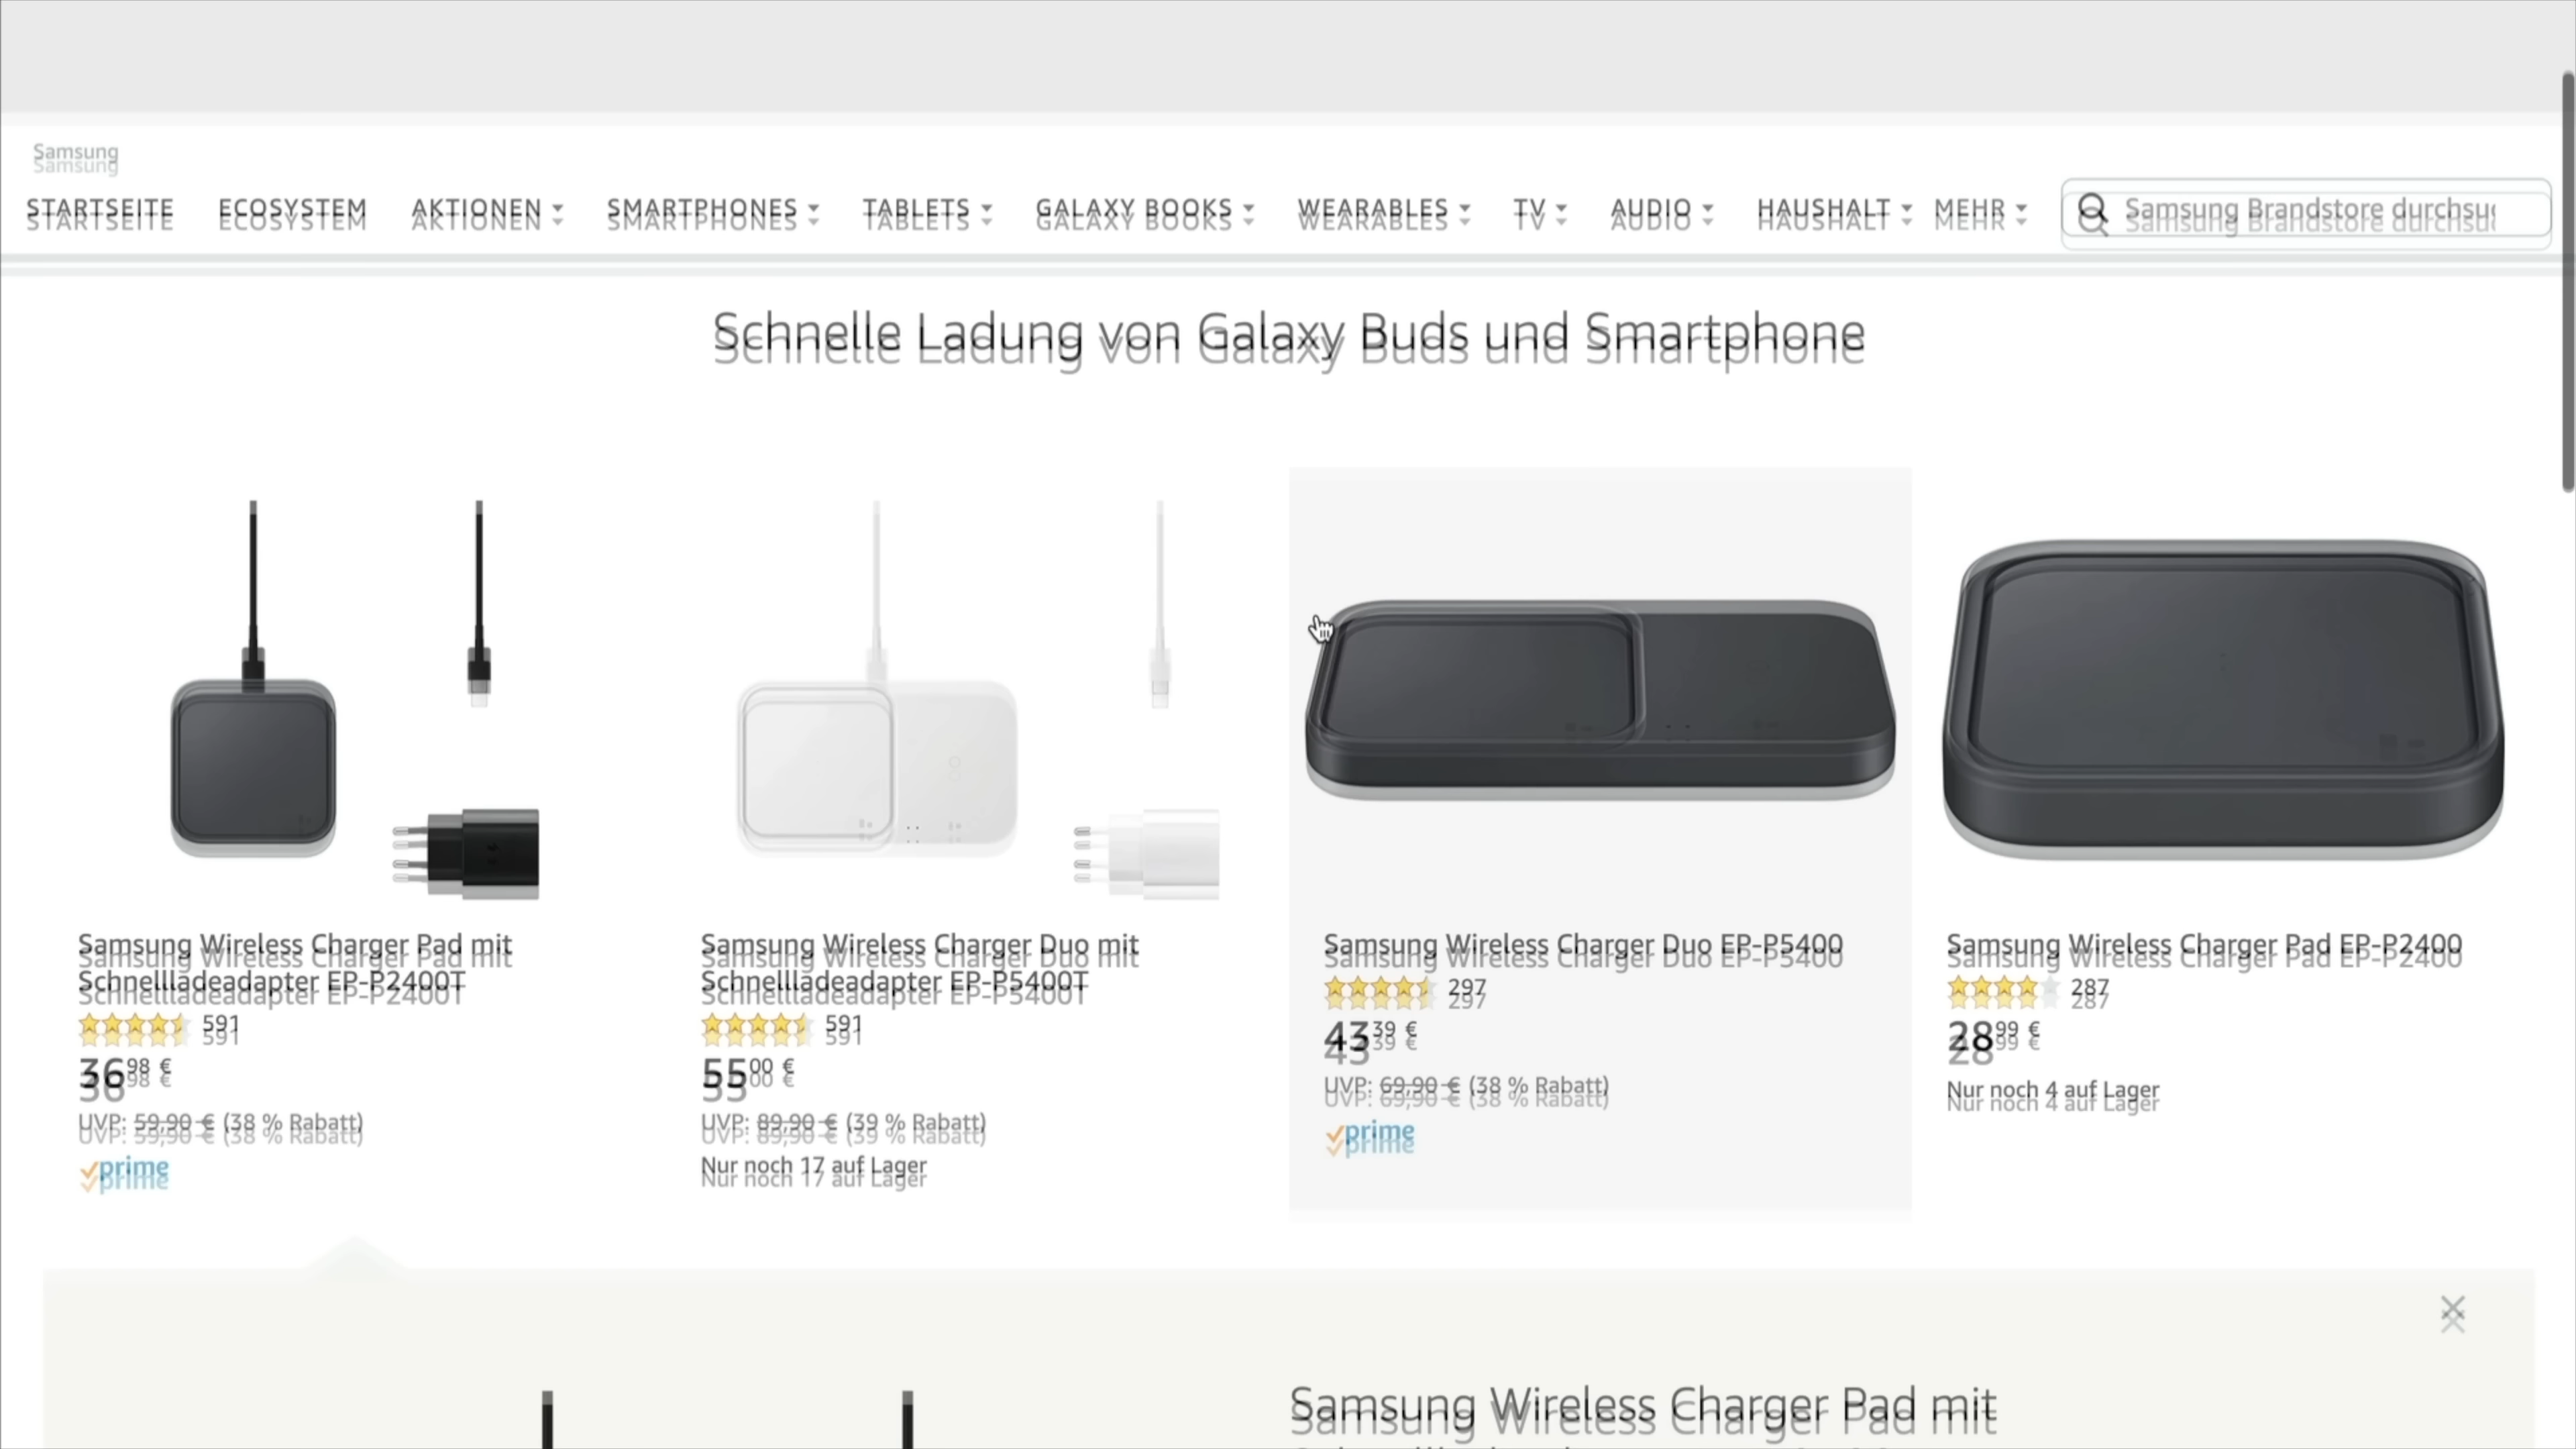 Samsung
STARTSEITE ECOSYSTEM AKTIONEN SMARTPHONES TABLETS GALAXY BOOKS WEARABLES TV AUDIO HAUSHALT MEHR Samsung Brandstore durchsu
Schnelle Ladung von Galaxy Buds und Smartphone
Samsung Wireless Charger Pad mit
Schnellladeadapter EP-P2400T
591
36 98 €
UVP: 59,90 € (38 % Rabatt)
prime
Samsung Wireless Charger Duo mit
Schnellladeadapter EP-P5400T
591
55 00 €
UVP: 89,90 € (39 % Rabatt)
Nur noch 17 auf Lager
Samsung Wireless Charger Duo EP-P5400
297
43 39 €
UVP: 69,90 € (38 % Rabatt)
prime
Samsung Wireless Charger Pad EP-P2400
287
28 99 €
Nur noch 4 auf Lager
Samsung Wireless Charger Pad mit